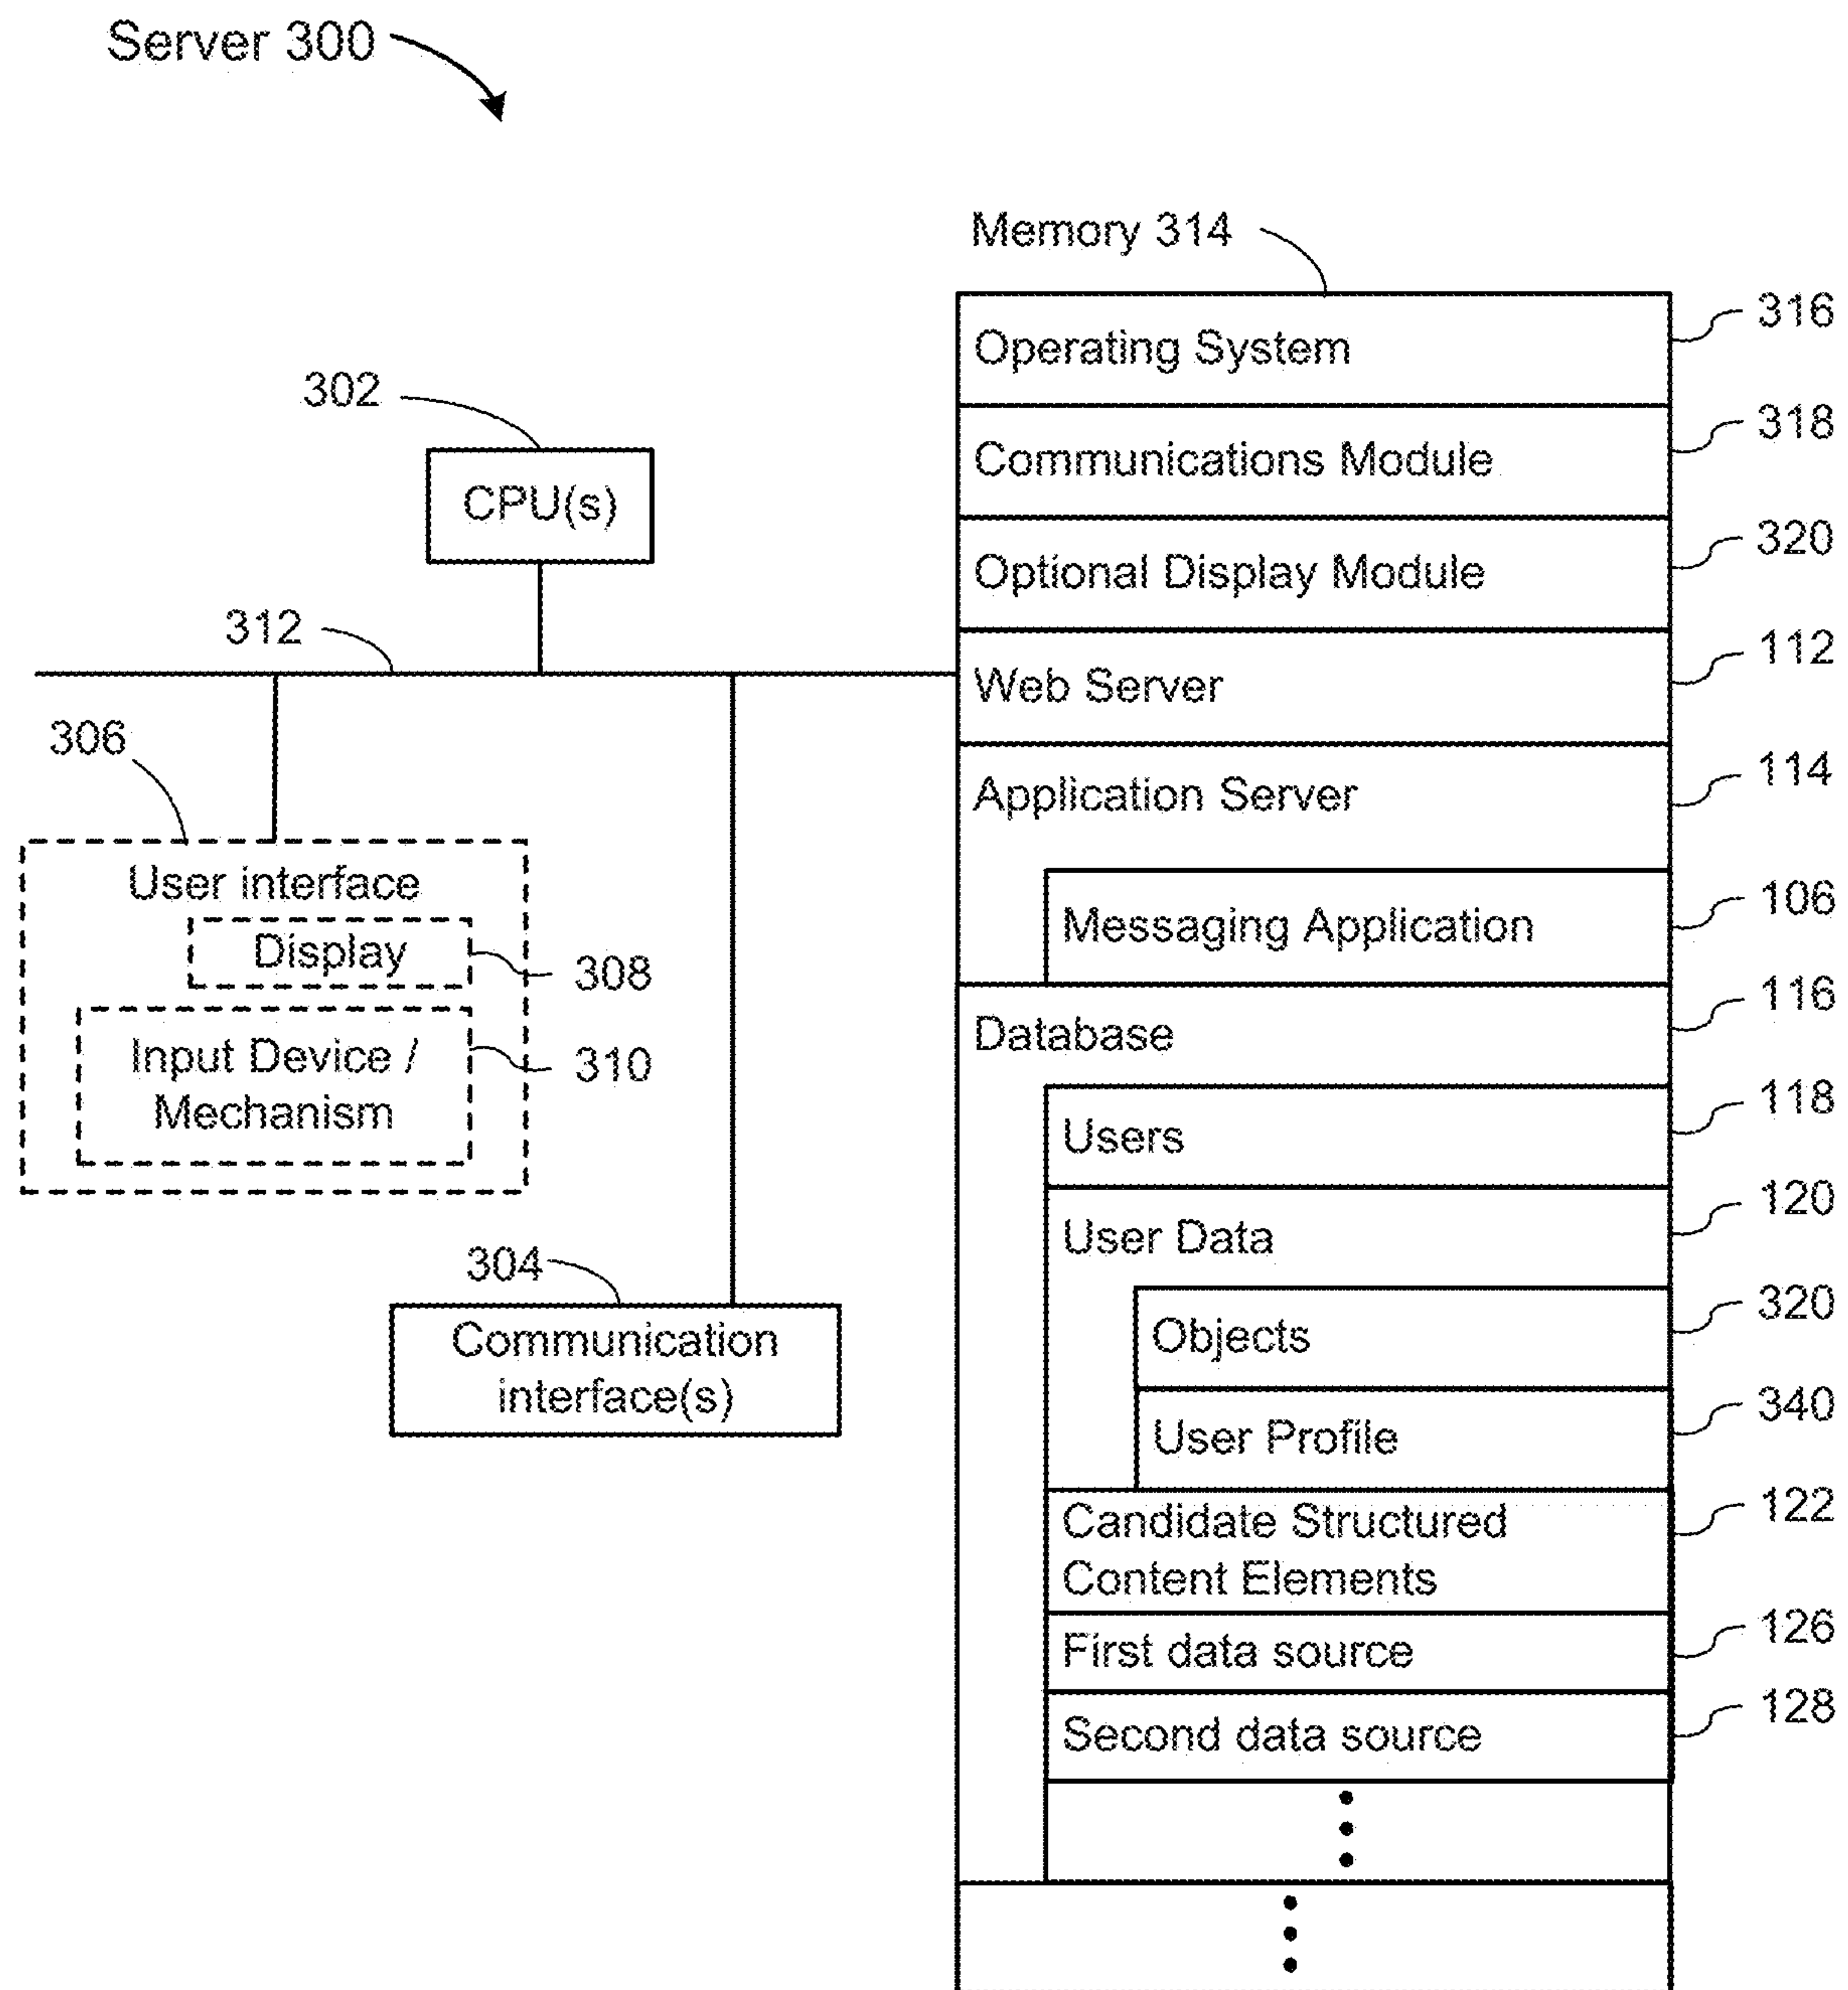 Server 300
Memory 314
Operating System
316
Communications Module
318
Optional Display Module
320
Web Server
112
Application Server
114
Messaging Application
106
Database
116
Users
118
User Data
120
Objects
320
User Profile
340
Candidate Structured
Content Elements
122
First data source
126
Second data source
128
302
CPU(s)
312
306
User interface
Display
308
Input Device /
Mechanism
310
304
Communication
interface(s)